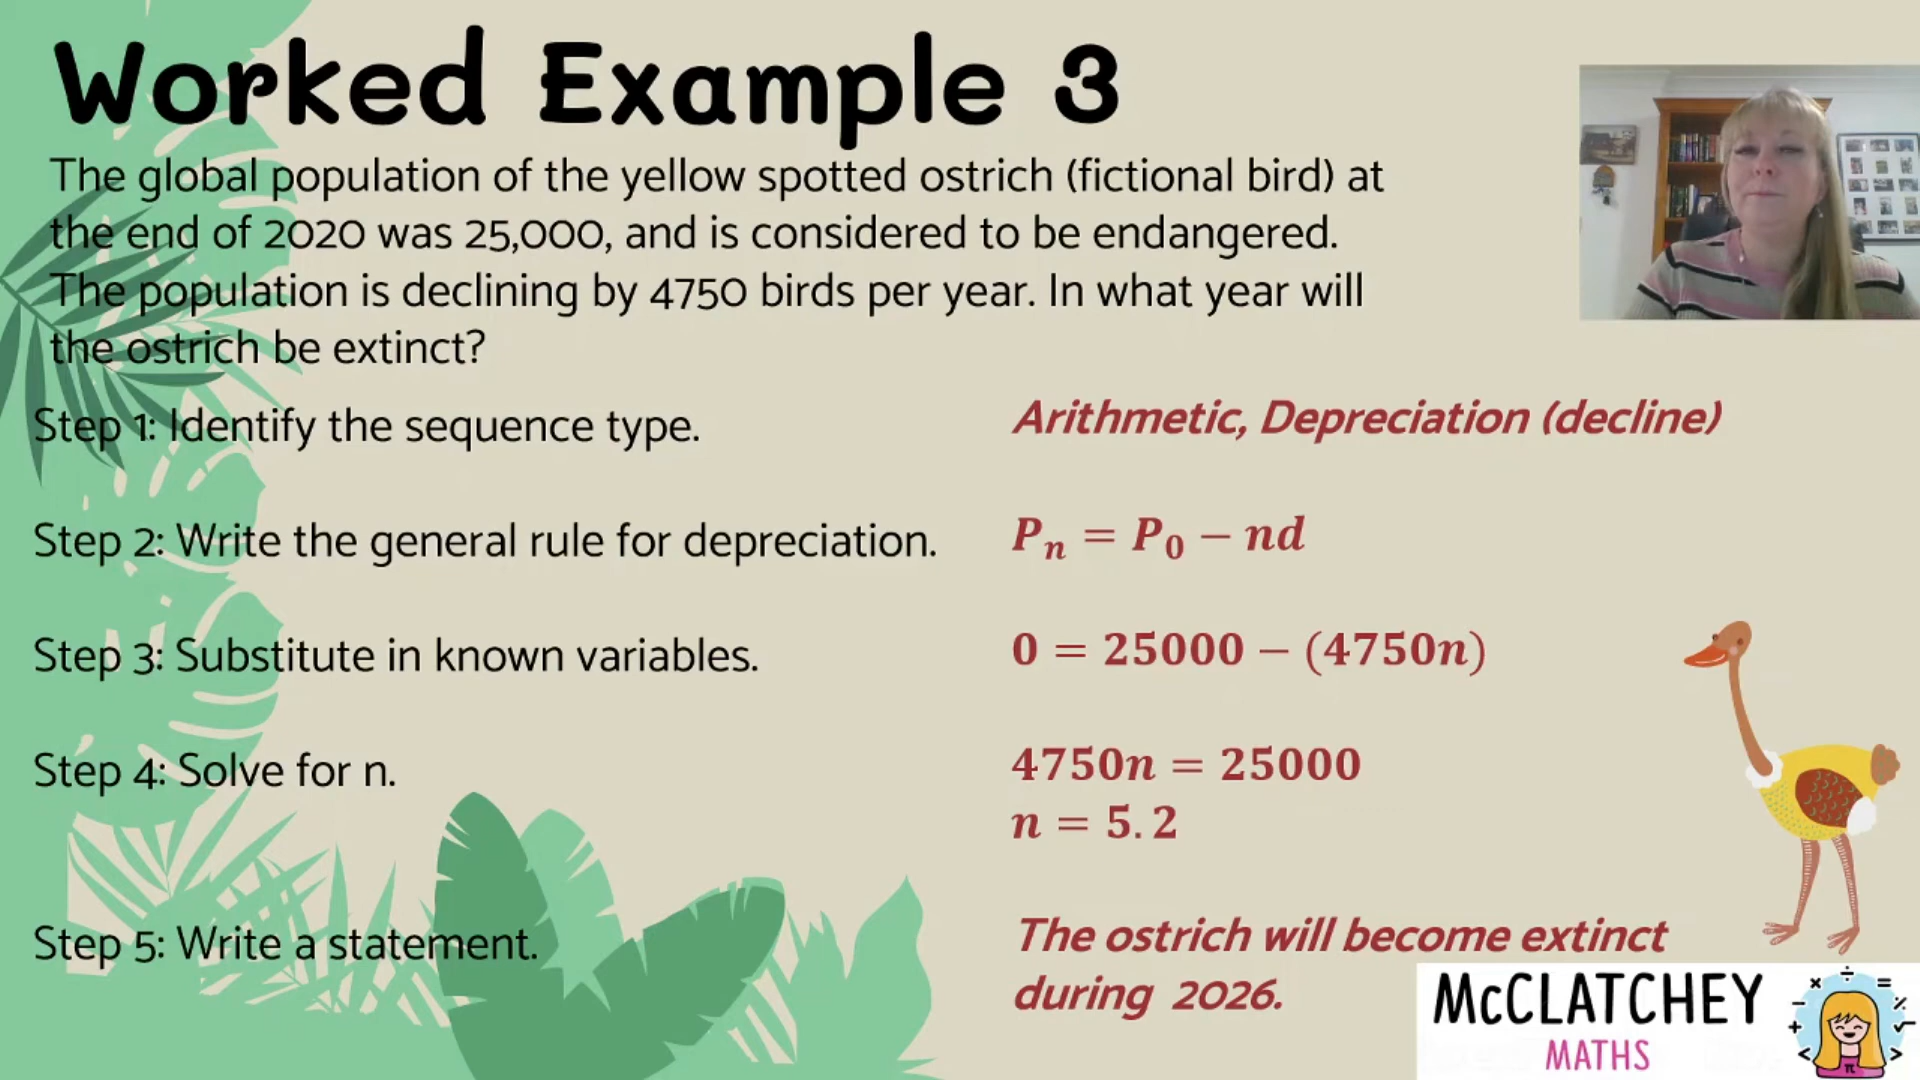 Worked Example 3
The global population of the yellow spotted ostrich (fictional bird) at
the end of 2020 was 25,000, and is considered to be endangered.
The population is declining by 4750 birds per year. In what year will
the ostrich be extinct?
Step 1: Identify the sequence type.
Arithmetic, Depreciation (decline)
Step 2: Write the general rule for depreciation.
Pₙ = P₀ − nd
Step 3: Substitute in known variables.
0 = 25000 − (4750n)
Step 4: Solve for n.
4750n = 25000
n = 5.2
Step 5: Write a statement.
The ostrich will become extinct
during 2026.
McCLATCHEY
MATHS